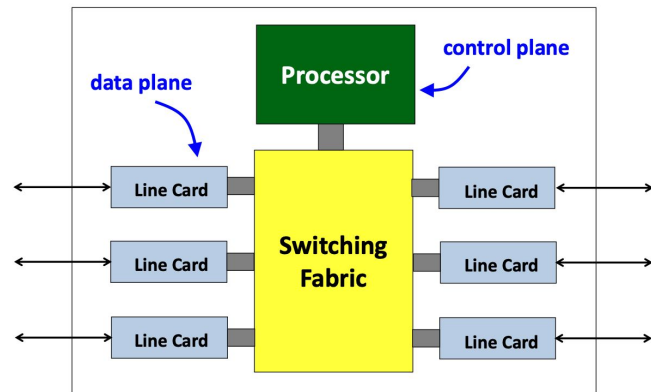 control plane
Processor
data plane
Line Card
Line Card
Line Card
Line Card
Switching
Fabric
Line Card
Line Card